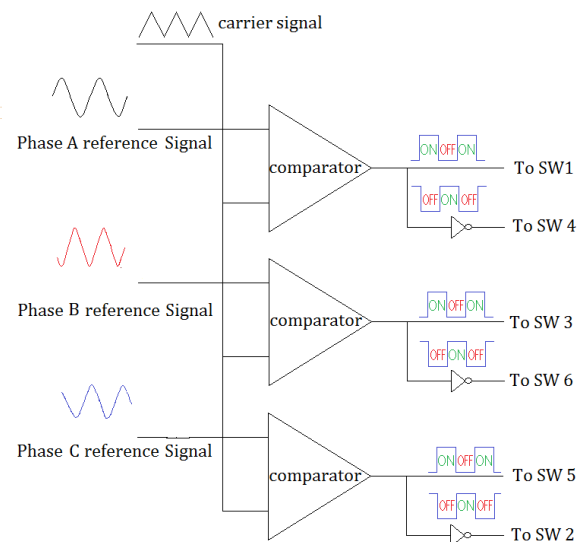 carrier signal
Phase A reference Signal
comparator
ON OFF ON
To SW1
OFF ON OFF
To SW 4
Phase B reference Signal
comparator
ON OFF ON
To SW 3
OFF ON OFF
To SW 6
Phase C reference Signal
comparator
ON OFF ON
To SW 5
OFF ON OFF
To SW 2